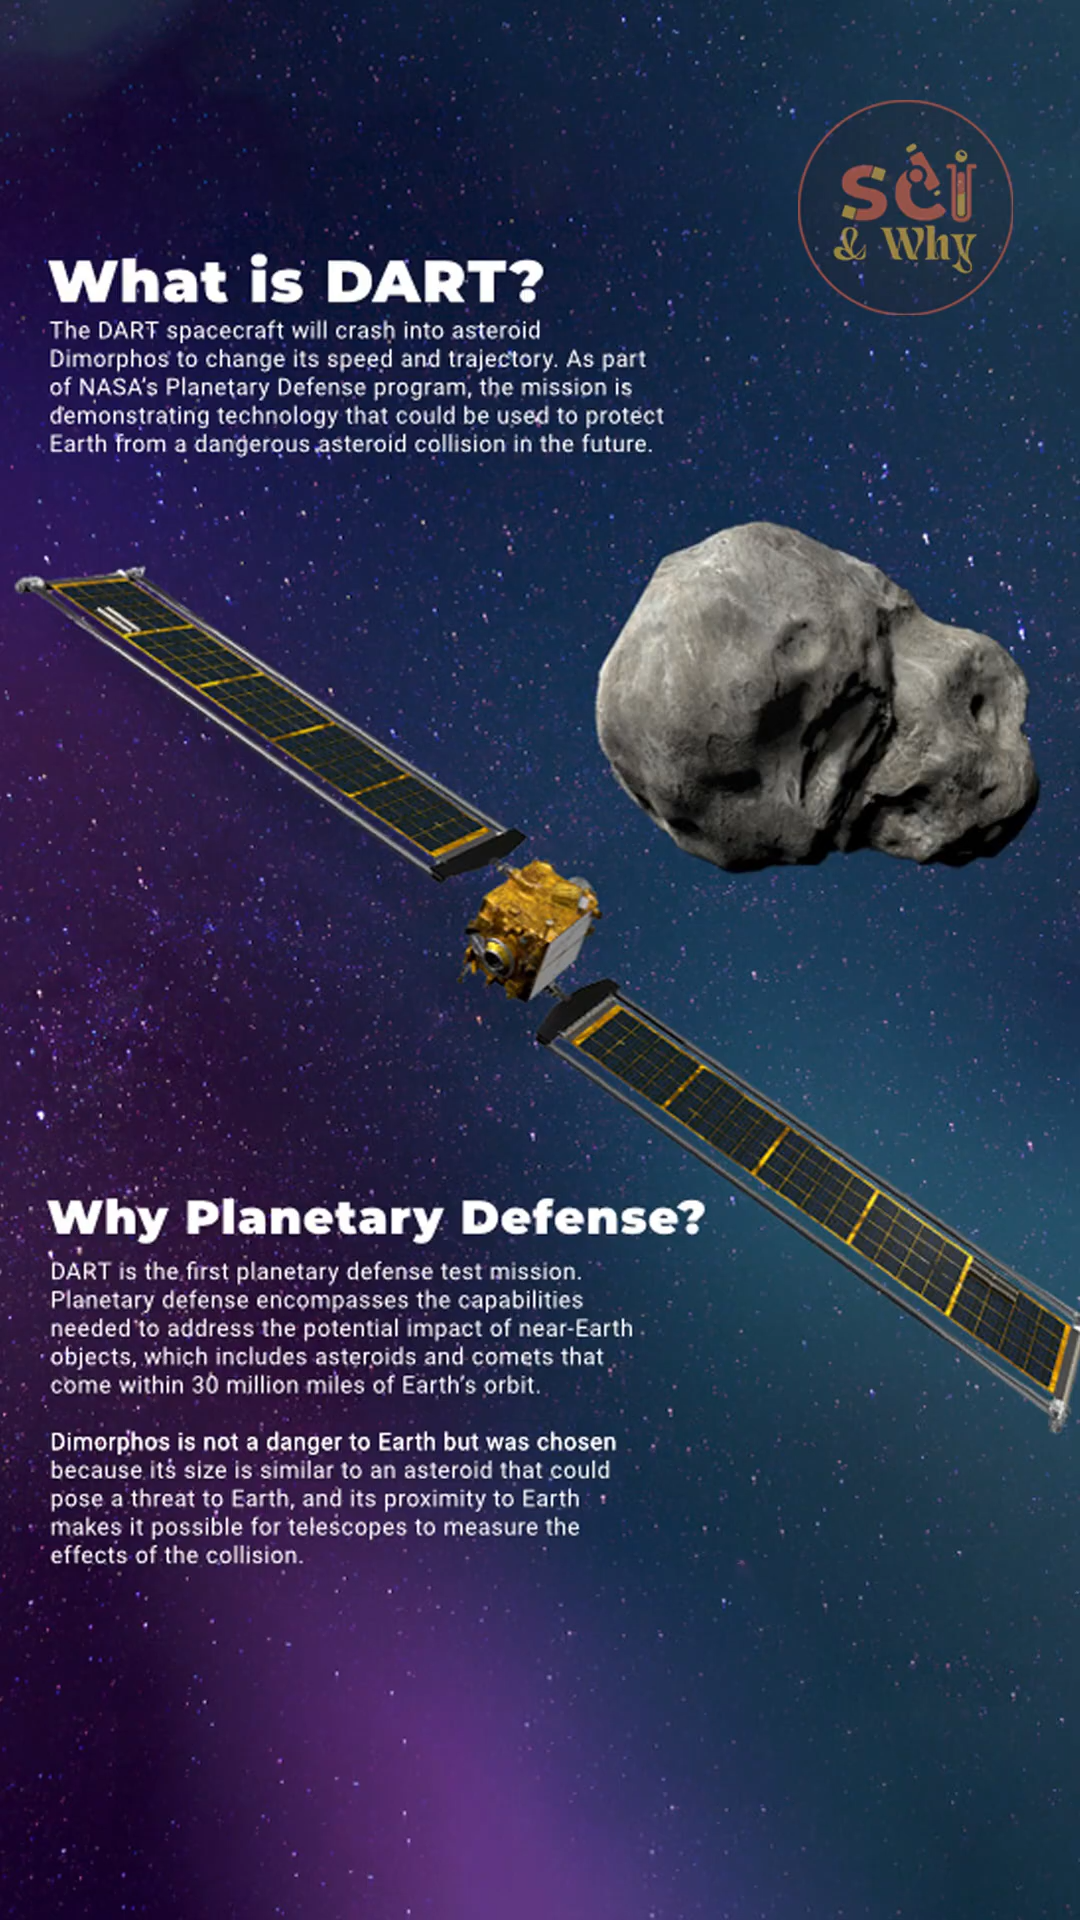 sci
& Why
What is DART?
The DART spacecraft will crash into asteroid
Dimorphos to change its speed and trajectory. As part
of NASA's Planetary Defense program, the mission is
demonstrating technology that could be used to protect
Earth from a dangerous asteroid collision in the future.
Why Planetary Defense?
DART is the first planetary defense test mission.
Planetary defense encompasses the capabilities
needed to address the potential impact of near-Earth
objects, which includes asteroids and comets that
come within 30 million miles of Earth's orbit.
Dimorphos is not a danger to Earth but was chosen
because its size is similar to an asteroid that could
pose a threat to Earth, and its proximity to Earth
makes it possible for telescopes to measure the
effects of the collision.